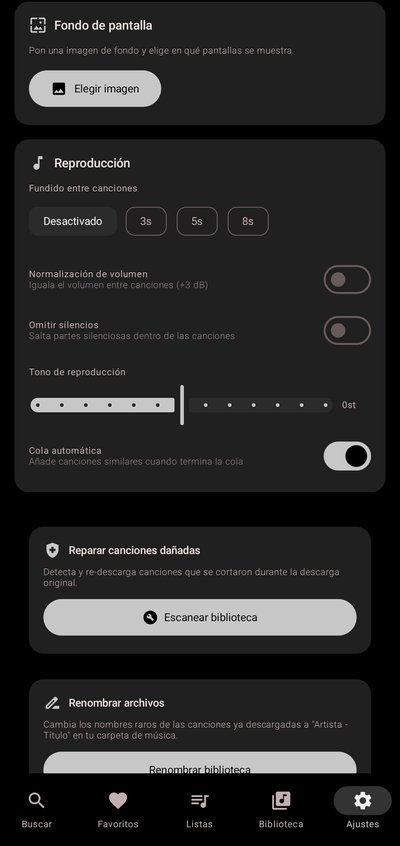 Fondo de pantalla
Pon una imagen de fondo y elige en qué pantallas se muestra.
Elegir imagen
Reproducción
Fundido entre canciones
Desactivado
3s
5s
8s
Normalización de volumen
Iguala el volumen entre canciones (+3 dB)
Omitir silencios
Salta partes silenciosas dentro de las canciones
Tono de reproducción
0st
Cola automática
Añade canciones similares cuando termina la cola
Reparar canciones dañadas
Detecta y re-descarga canciones que se cortaron durante la descarga
original.
Escanear biblioteca
Renombrar archivos
Cambia los nombres raros de las canciones ya descargadas a "Artista -
Título" en tu carpeta de música.
Renombrar biblioteca
Buscar
Favoritos
Listas
Biblioteca
Ajustes